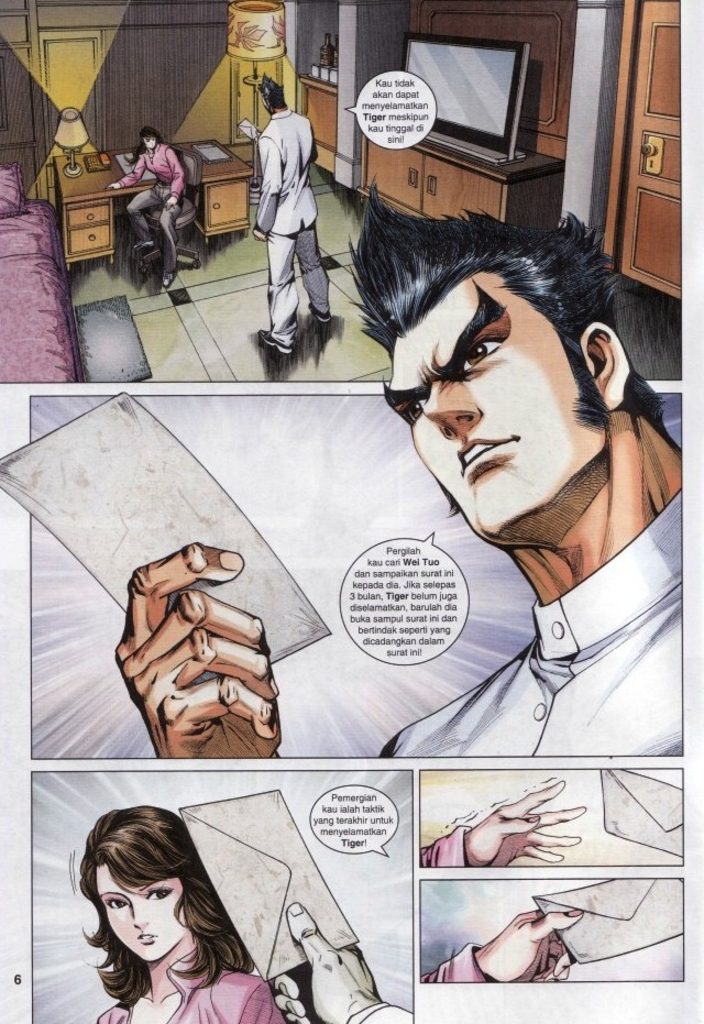 Kau tidak
akan dapat
menyelamatkan
Tiger meskipun
kau tinggal di
sini!
Pergilah
kau cari Wei Tuo
dan sampaikan surat ini
kepada dia. Jika selepas
3 bulan, Tiger belum juga
diselamatkan, barulah dia
buka sampul surat ini dan
bertindak seperti yang
dicadangkan dalam
surat ini!
Pemergian
kau ialah taktik
yang terakhir untuk
menyelamatkan
Tiger!
6